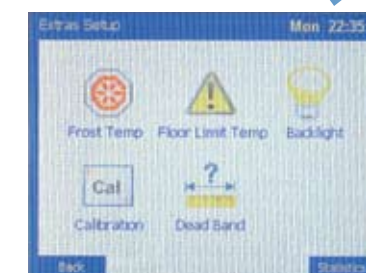 Extras Setup Mon 22:35
Frost Temp Floor Limit Temp Backlight
Cal ?
Calibration Dead Band
Back Statistics